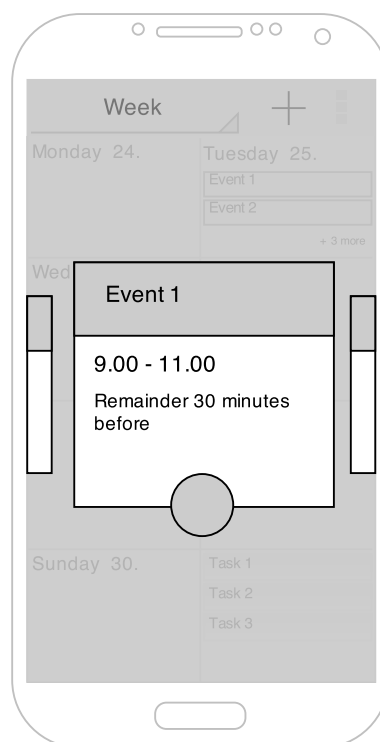 Week
Monday 24.
Tuesday 25.
Event 1
Event 2
+ 3 more
Wed
Event 1
9.00 - 11.00
Remainder 30 minutes
before
Sunday 30.
Task 1
Task 2
Task 3